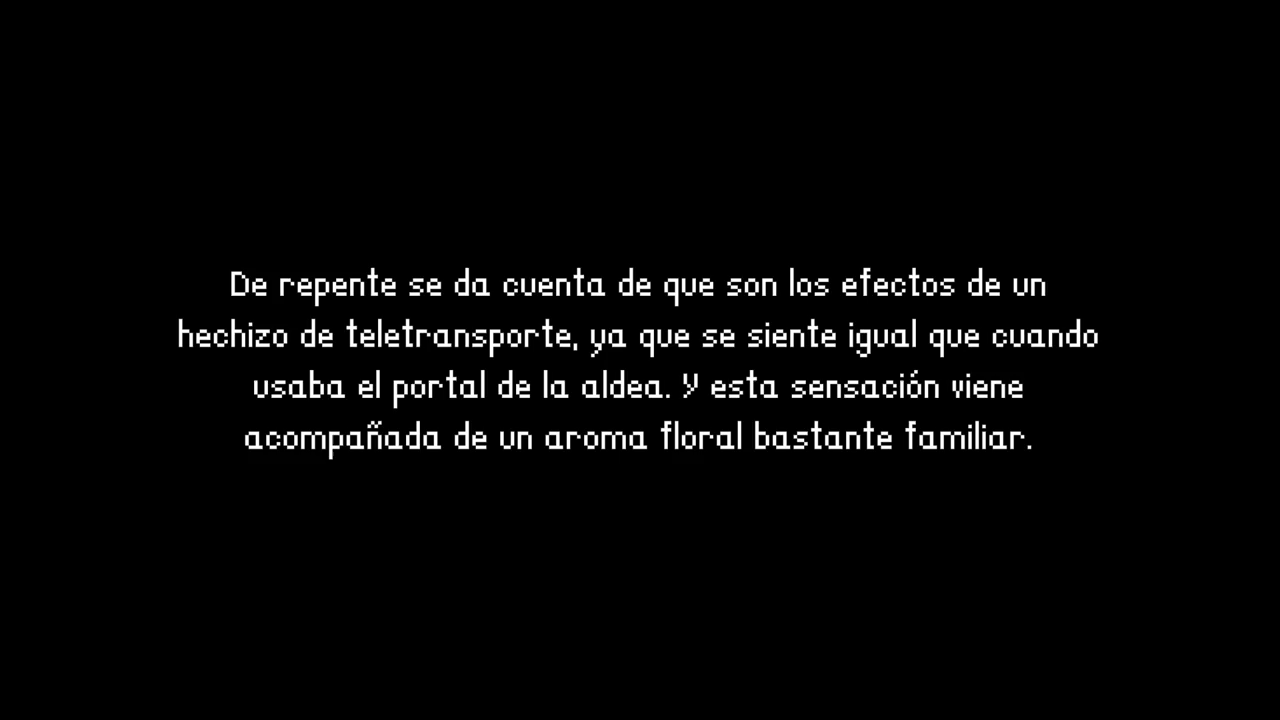 De repente se da cuenta de que son los efectos de un
hechizo de teletransporte, ya que se siente igual que cuando
usaba el portal de la aldea. Y esta sensación viene
acompañada de un aroma floral bastante familiar.